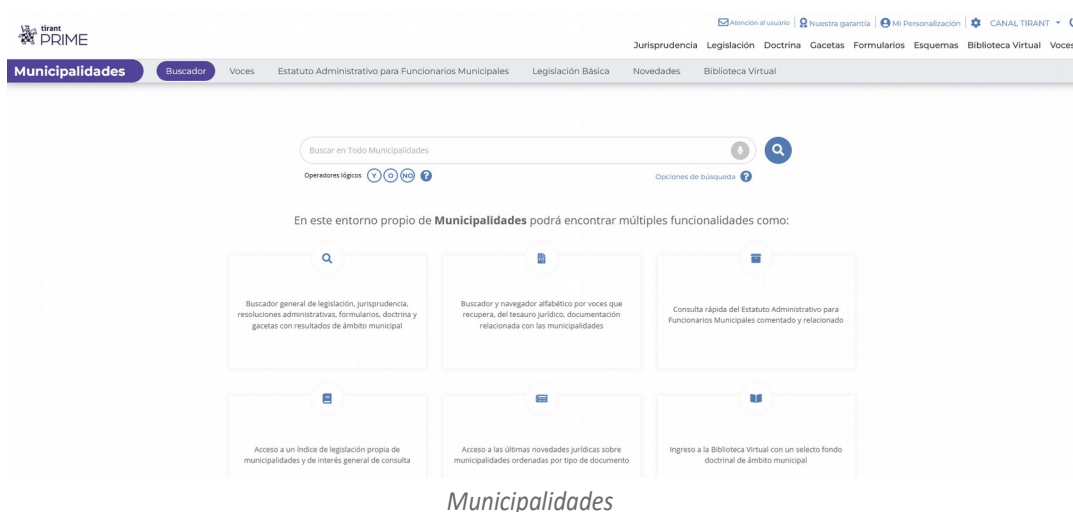 Atención al usuario Nuestra garantía Mi Personalización CANAL TIRANT
tirant
PRIME
Jurisprudencia Legislación Doctrina Gacetas Formularios Esquemas Biblioteca Virtual Voces
Municipalidades Buscador Voces Estatuto Administrativo para Funcionarios Municipales Legislación Básica Novedades Biblioteca Virtual
Buscar en Todo Municipalidades
Operadores lógicos Y O NO ? Opciones de búsqueda ?
En este entorno propio de Municipalidades podrá encontrar múltiples funcionalidades como:
Buscador general de legislación, jurisprudencia,
resoluciones administrativas, formularios, doctrina y
gacetas con resultados de ámbito municipal
Buscador y navegador alfabético por voces que
recupera, del tesauro jurídico, documentación
relacionada con las municipalidades
Consulta rápida del Estatuto Administrativo para
Funcionarios Municipales comentado y relacionado
Acceso a un índice de legislación propia de
municipalidades y de interés general de consulta
Acceso a las últimas novedades jurídicas sobre
municipalidades ordenadas por tipo de documento
Ingreso a la Biblioteca Virtual con un selecto fondo
doctrinal de ámbito municipal
Municipalidades